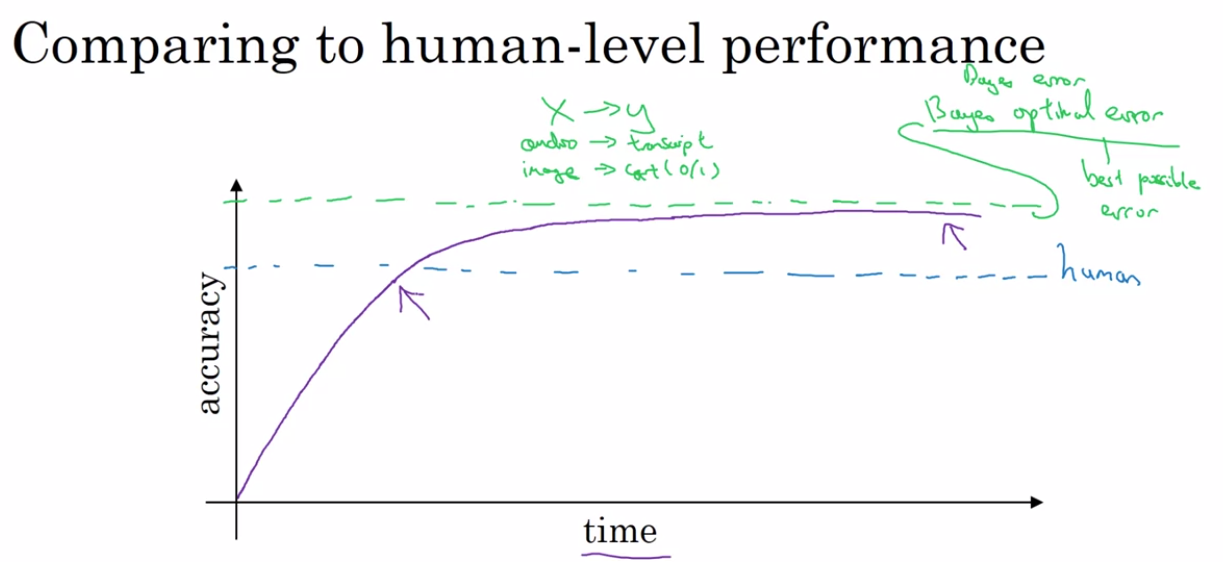 Comparing to human-level performance
Bayes error
Bayes optimal error
X → y
audio → transcript
image → cat (0/1)
best possible
error
human
accuracy
time